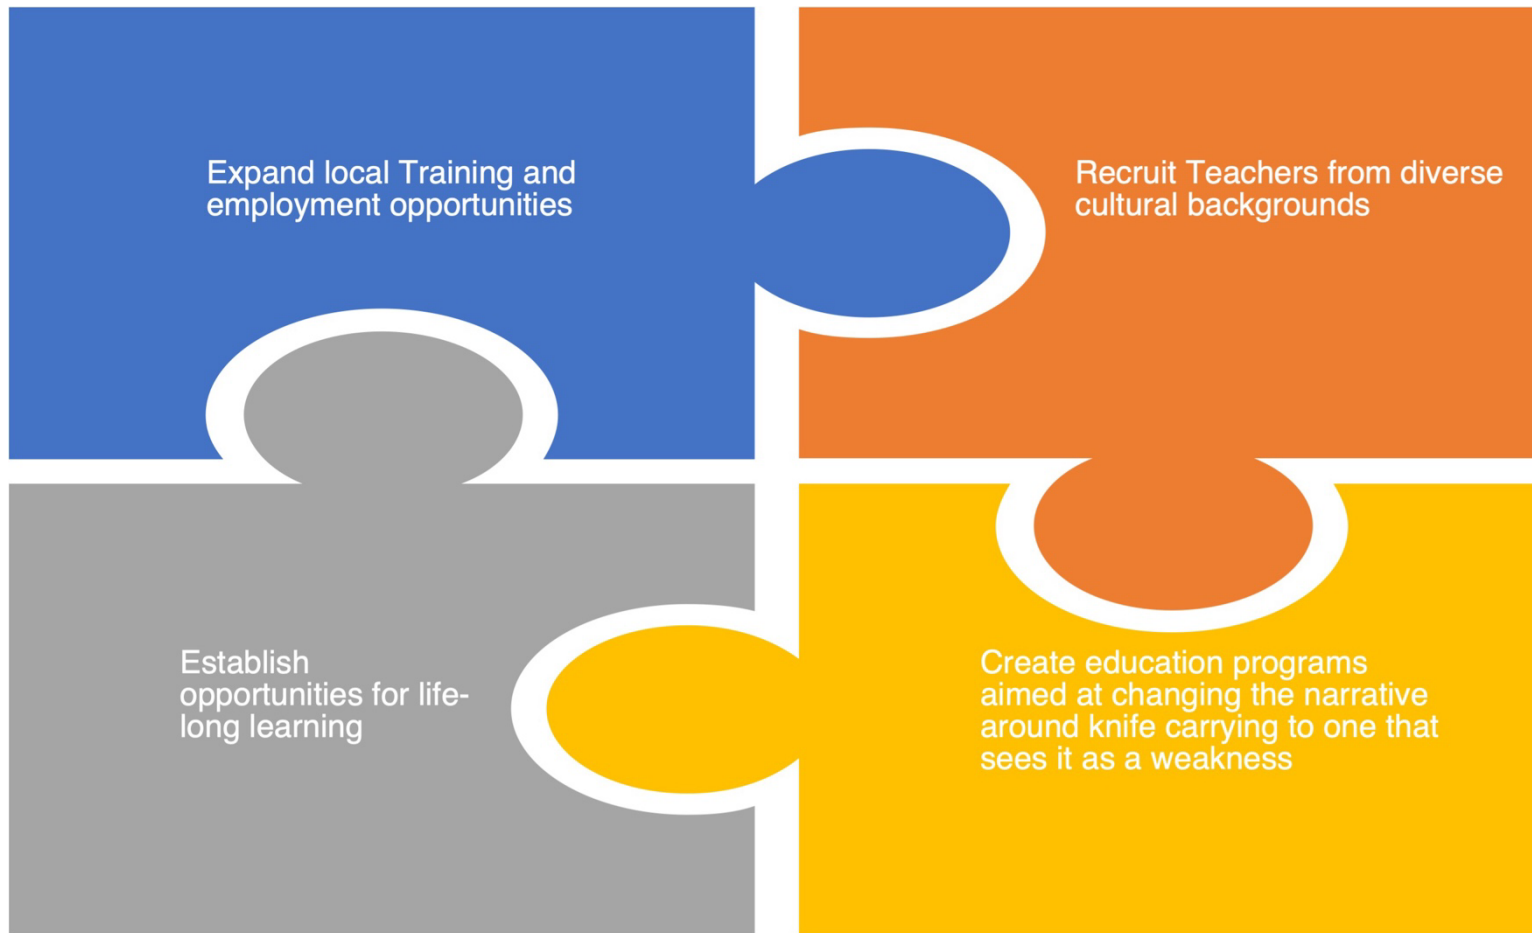 Expand local Training and
employment opportunities
Recruit Teachers from diverse
cultural backgrounds
Establish
opportunities for life-
long learning
Create education programs
aimed at changing the narrative
around knife carrying to one that
sees it as a weakness